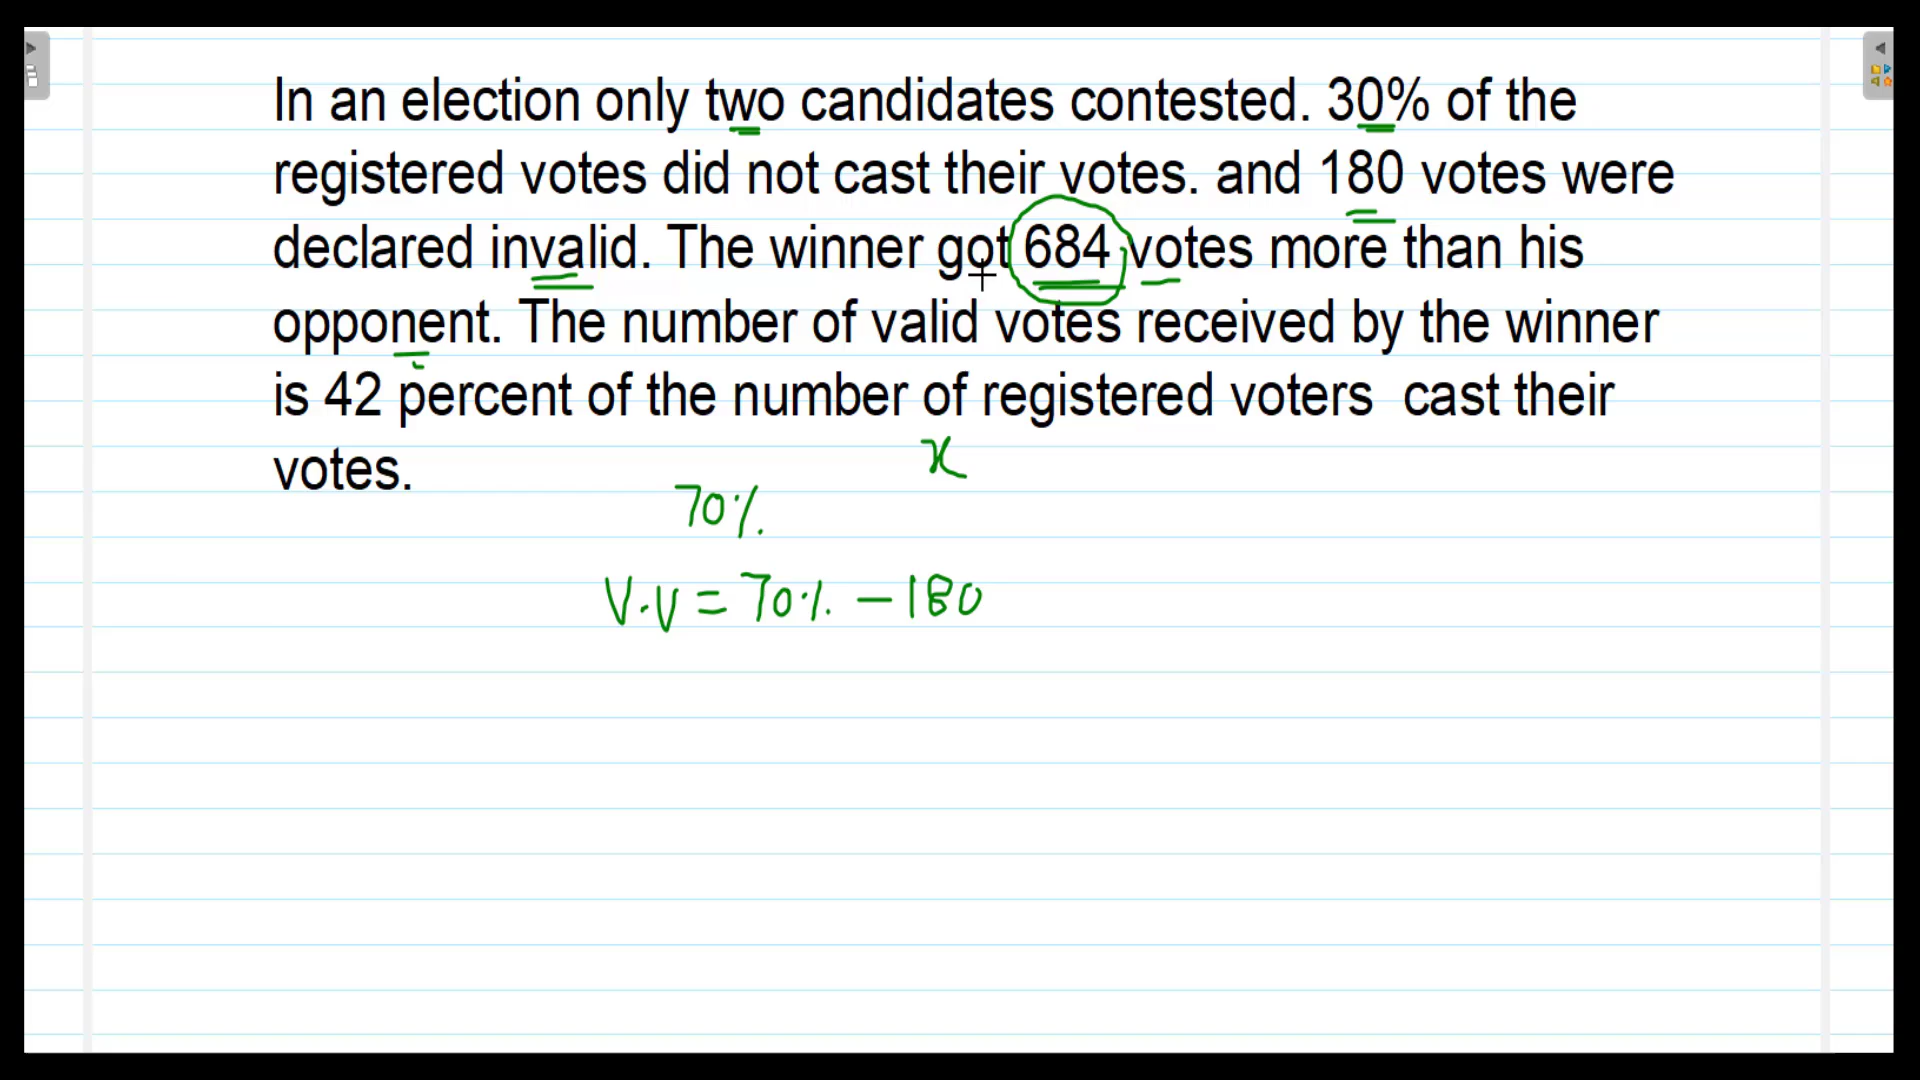 In an election only two candidates contested. 30% of the
registered votes did not cast their votes. and 180 votes were
declared invalid. The winner got 684 votes more than his
opponent. The number of valid votes received by the winner
is 42 percent of the number of registered voters cast their
votes.
x
70%
V.V = 70% - 180